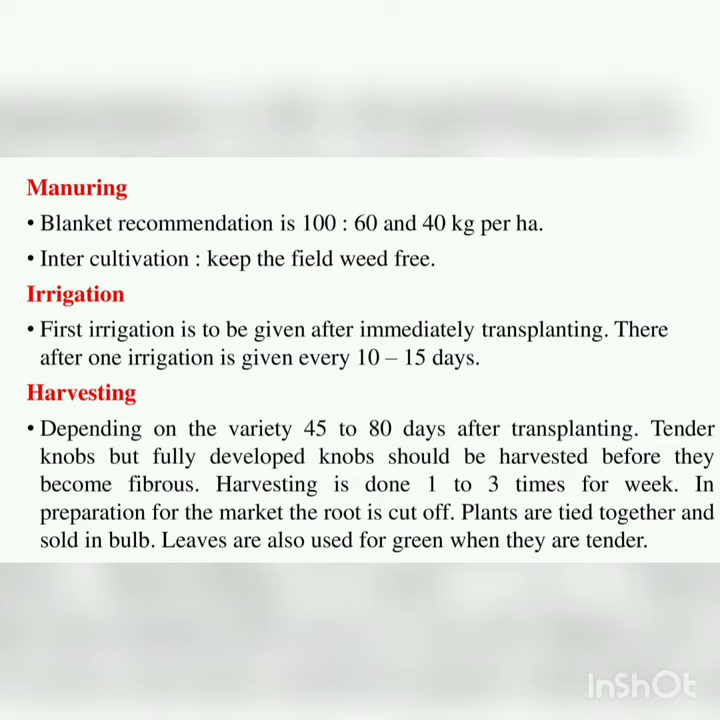 Manuring
• Blanket recommendation is 100 : 60 and 40 kg per ha.
• Inter cultivation : keep the field weed free.
Irrigation
• First irrigation is to be given after immediately transplanting. There
after one irrigation is given every 10 – 15 days.
Harvesting
• Depending on the variety 45 to 80 days after transplanting. Tender
knobs but fully developed knobs should be harvested before they
become fibrous. Harvesting is done 1 to 3 times for week. In
preparation for the market the root is cut off. Plants are tied together and
sold in bulb. Leaves are also used for green when they are tender.
InShOt